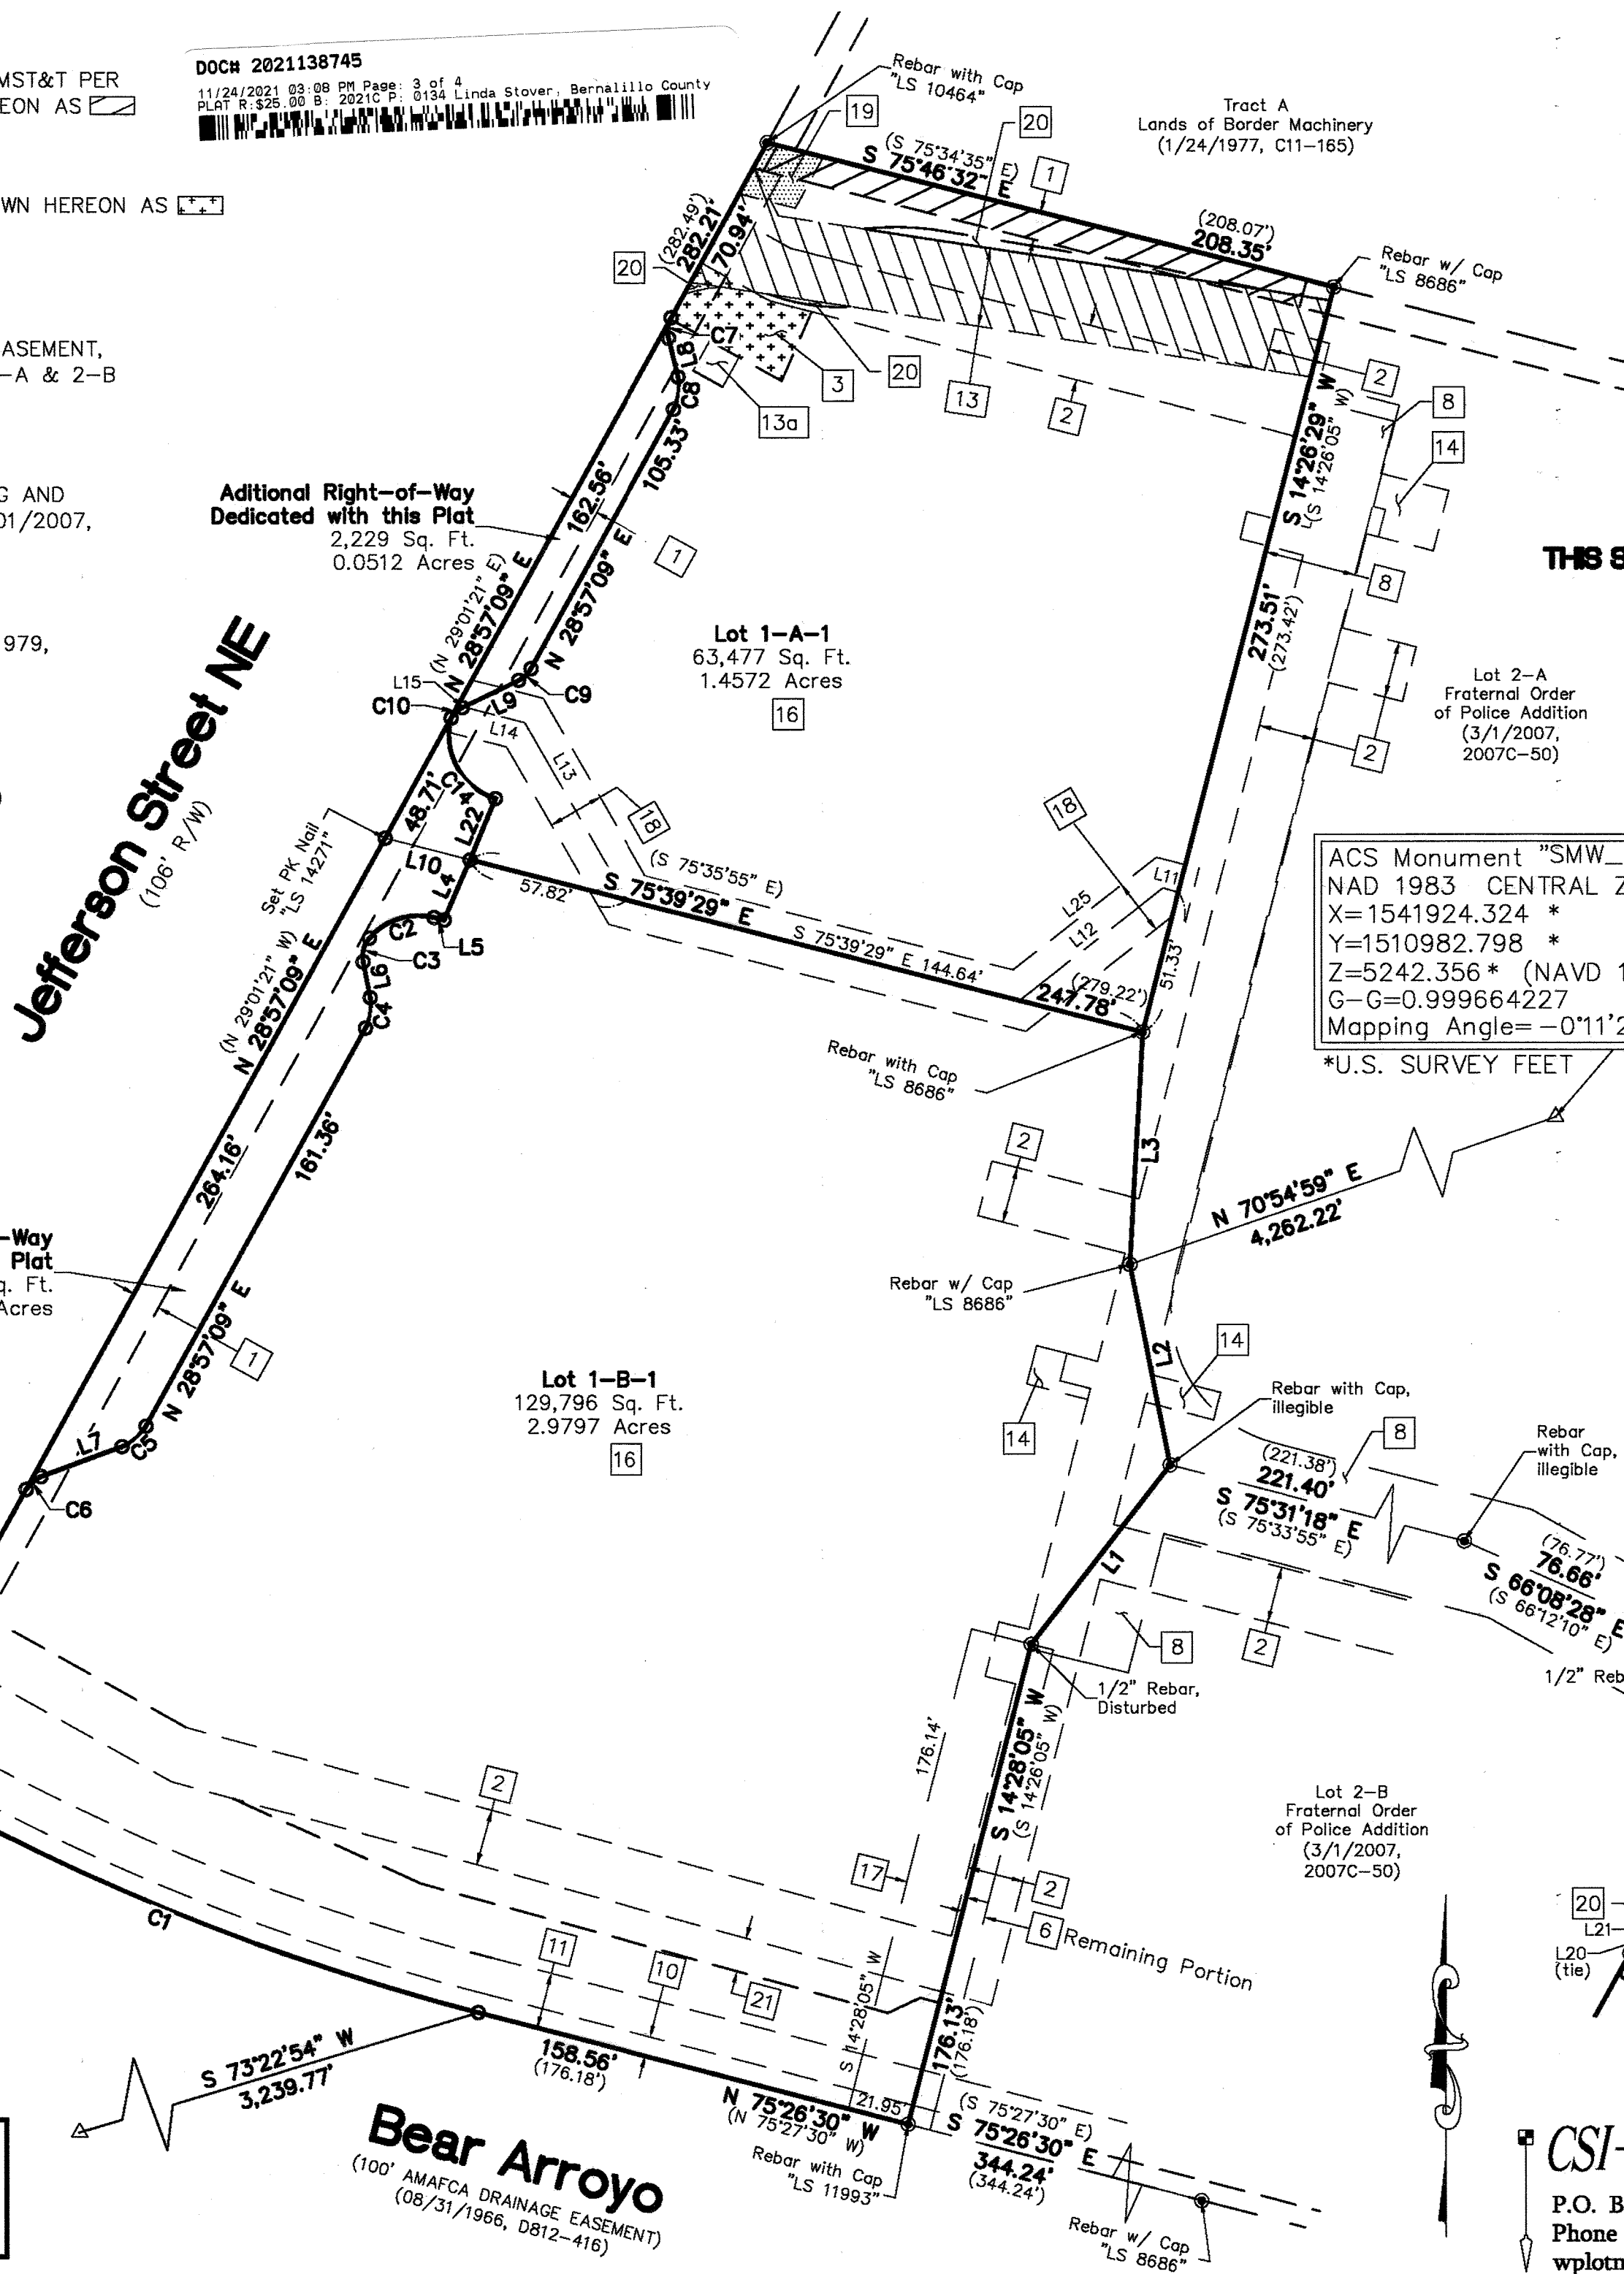 DOC# 2021138745
11/24/2021 03:08 PM Page: 3 of 4
PLAT R:$25.00 B: 2021C P: 0134 Linda Stover, Bernalillo County
MST&T PER
EON AS
WN HEREON AS
ASEMENT,
-A & 2-B
G AND
01/2007,
979,
)
Rebar with Cap
"LS 10464"
19
20
Tract A
Lands of Border Machinery
(1/24/1977, C11-165)
(S 75°34'35" E)
S 75°46'32" E
1
(208.07')
208.35'
Rebar w/ Cap
"LS 8686"
(282.49')
282.21'
70.94'
20
C7
L8
C8
3
20
13a
13
2
2
8
14
S 14°26'29" W
(S 14°26'05" W)
105.33'
162.56'
Aditional Right-of-Way
Dedicated with this Plat
2,229 Sq. Ft.
0.0512 Acres
1
8
THIS S
(N 29°01'21" E)
N 28°57'09" E
N 28°57'09" E
273.51'
(273.42')
Lot 1-A-1
63,477 Sq. Ft.
1.4572 Acres
16
Lot 2-A
Fraternal Order
of Police Addition
(3/1/2007,
2007C-50)
2
L15
C10
L9
C9
L14
L13
Jefferson Street NE
(106' R/W)
48.71'
C14
L22
18
18
Set PK Nail
"LS 14271"
L10
L4
57.82'
(S 75°35'55" E)
S 75°39'29" E
L25
L12
L11
S 75°39'29" E 144.64'
(279.22')
247.78'
51.33'
ACS Monument "SMW_
NAD 1983 CENTRAL Z
X=1541924.324 *
Y=1510982.798 *
Z=5242.356 * (NAVD 1
G-G=0.999664227
Mapping Angle= -0°11'2
*U.S. SURVEY FEET
C2
L5
C3
L6
C4
(N 29°01'21" W)
N 28°57'09" E
Rebar with Cap
"LS 8686"
264.16'
161.36'
2
L3
N 70°54'59" E
4,262.22'
-Way
Plat
q. Ft.
Acres
Rebar w/ Cap
"LS 8686"
N 28°57'09" E
1
L2
14
14
Lot 1-B-1
129,796 Sq. Ft.
2.9797 Acres
16
Rebar with Cap,
illegible
8
Rebar
with Cap,
illegible
L7
C5
C6
(221.38')
221.40'
S 75°31'18" E
(S 75°33'55" E)
L1
(76.77')
76.66'
S 66°08'28" E
(S 66°12'10" E)
8
2
1/2" Reb
1/2" Rebar,
Disturbed
176.14'
S 14°28'05" W
(S 14°26'05" W)
2
Lot 2-B
Fraternal Order
of Police Addition
(3/1/2007,
2007C-50)
17
2
6 Remaining Portion
C1
11
10
21
20
L21
L20
(tie)
S 14°28'05" W
176.13'
(176.18')
S 73°22'54" W
3,239.77'
158.56'
(176.18')
N 75°26'30" W
(N 75°27'30" W)
21.95'
(S 75°27'30" E)
S 75°26'30" E
344.24'
(344.24')
Bear Arroyo
(100' AMAFCA DRAINAGE EASEMENT)
(08/31/1966, D812-416)
Rebar with Cap
"LS 11993"
Rebar w/ Cap
"LS 8686"
CSI-
P.O. B
Phone
wplotn